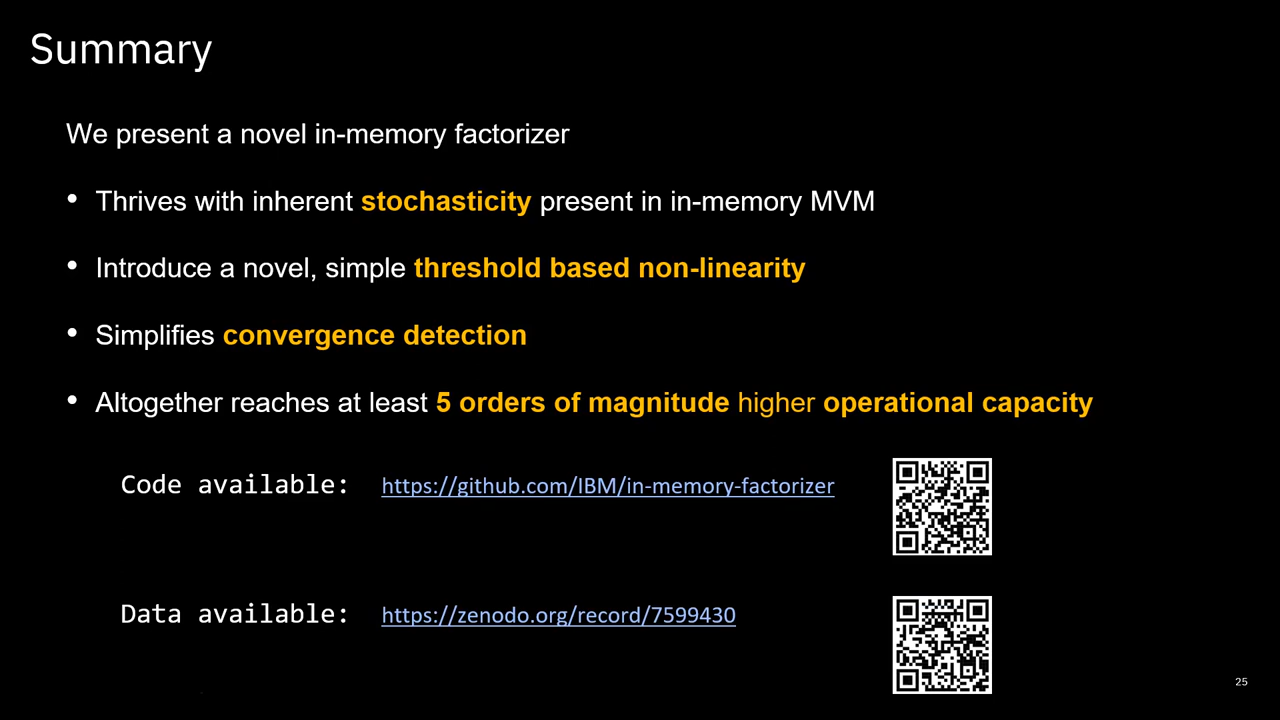 Summary
We present a novel in-memory factorizer
• Thrives with inherent stochasticity present in in-memory MVM
• Introduce a novel, simple threshold based non-linearity
• Simplifies convergence detection
• Altogether reaches at least 5 orders of magnitude higher operational capacity
Code available: https://github.com/IBM/in-memory-factorizer
Data available: https://zenodo.org/record/7599430
25